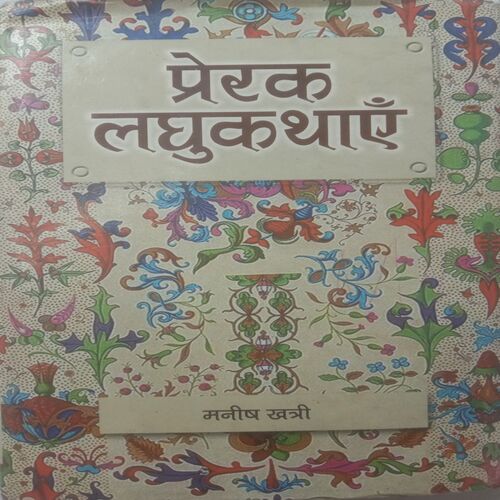 प्रेरक
लघुकथाएँ
मनीष खत्री